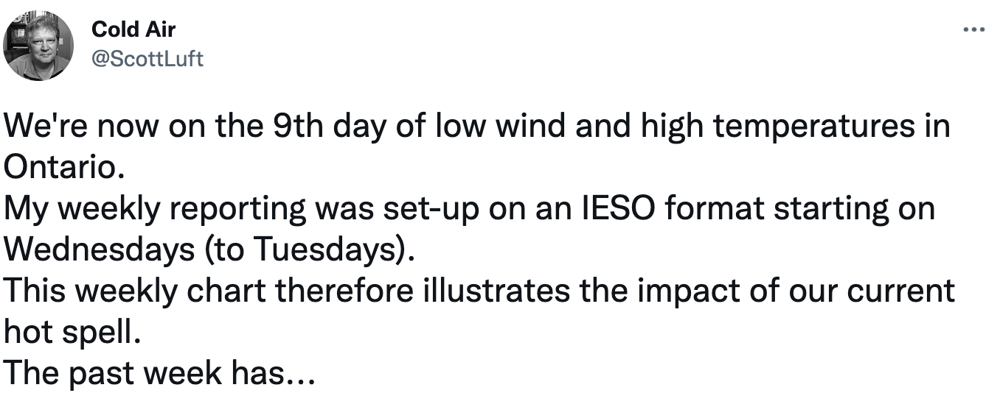 Cold Air
@ScottLuft
We're now on the 9th day of low wind and high temperatures in
Ontario.
My weekly reporting was set-up on an IESO format starting on
Wednesdays (to Tuesdays).
This weekly chart therefore illustrates the impact of our current
hot spell.
The past week has…